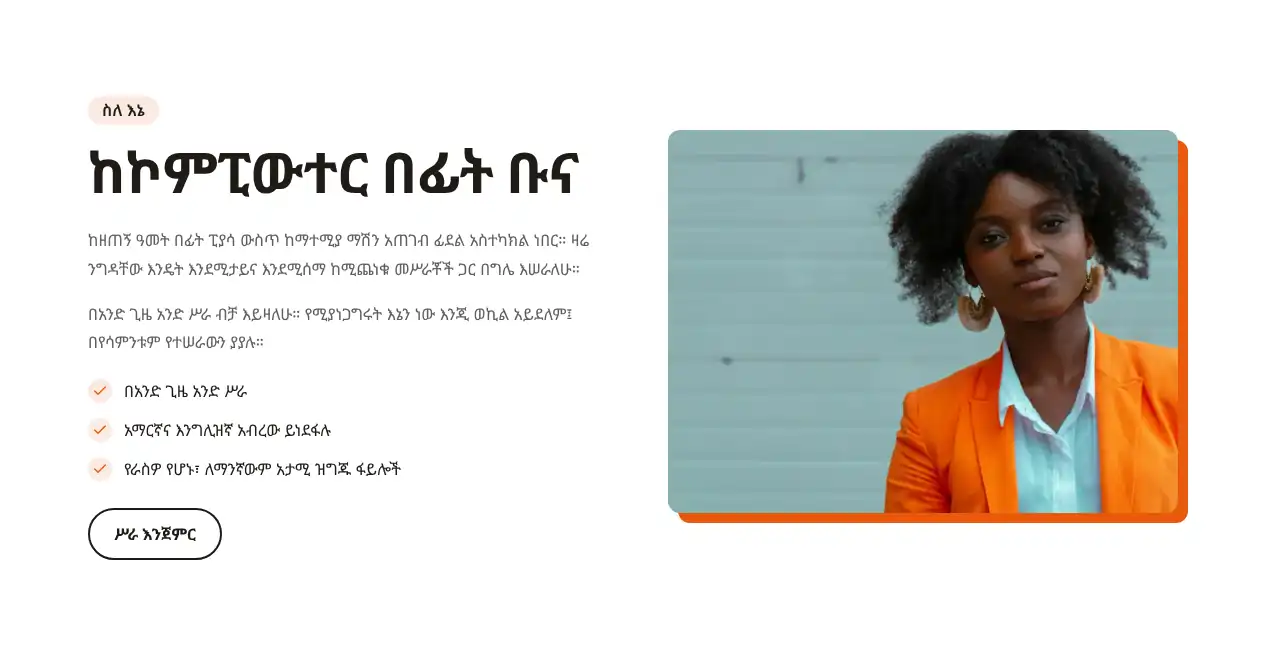 ስለ እኔ
ከኮምፒውተር በፊት ቡና
ከዘጠኝ ዓመት በፊት ፒያሳ ውስጥ ከማተሚያ ማሽን አጠገብ ፊደል አስተካክል ነበር። ዛሬ
ንግዳቸው እንዴት እንደሚታይና እንደሚሰማ ከሚጨነቁ መሥራቾች ጋር በግሌ እሠራለሁ።
በአንድ ጊዜ አንድ ሥራ ብቻ እይዛለሁ። የሚያነጋግሩት እኔን ነው እንጂ ወኪል አይደለም፤
በየሳምንቱም የተሠራውን ያያሉ።
በአንድ ጊዜ አንድ ሥራ
አማርኛና እንግሊዝኛ አብረው ይነደፋሉ
የራስዎ የሆኑ፣ ለማንኛውም አታሚ ዝግጁ ፋይሎች
ሥራ እንጀምር